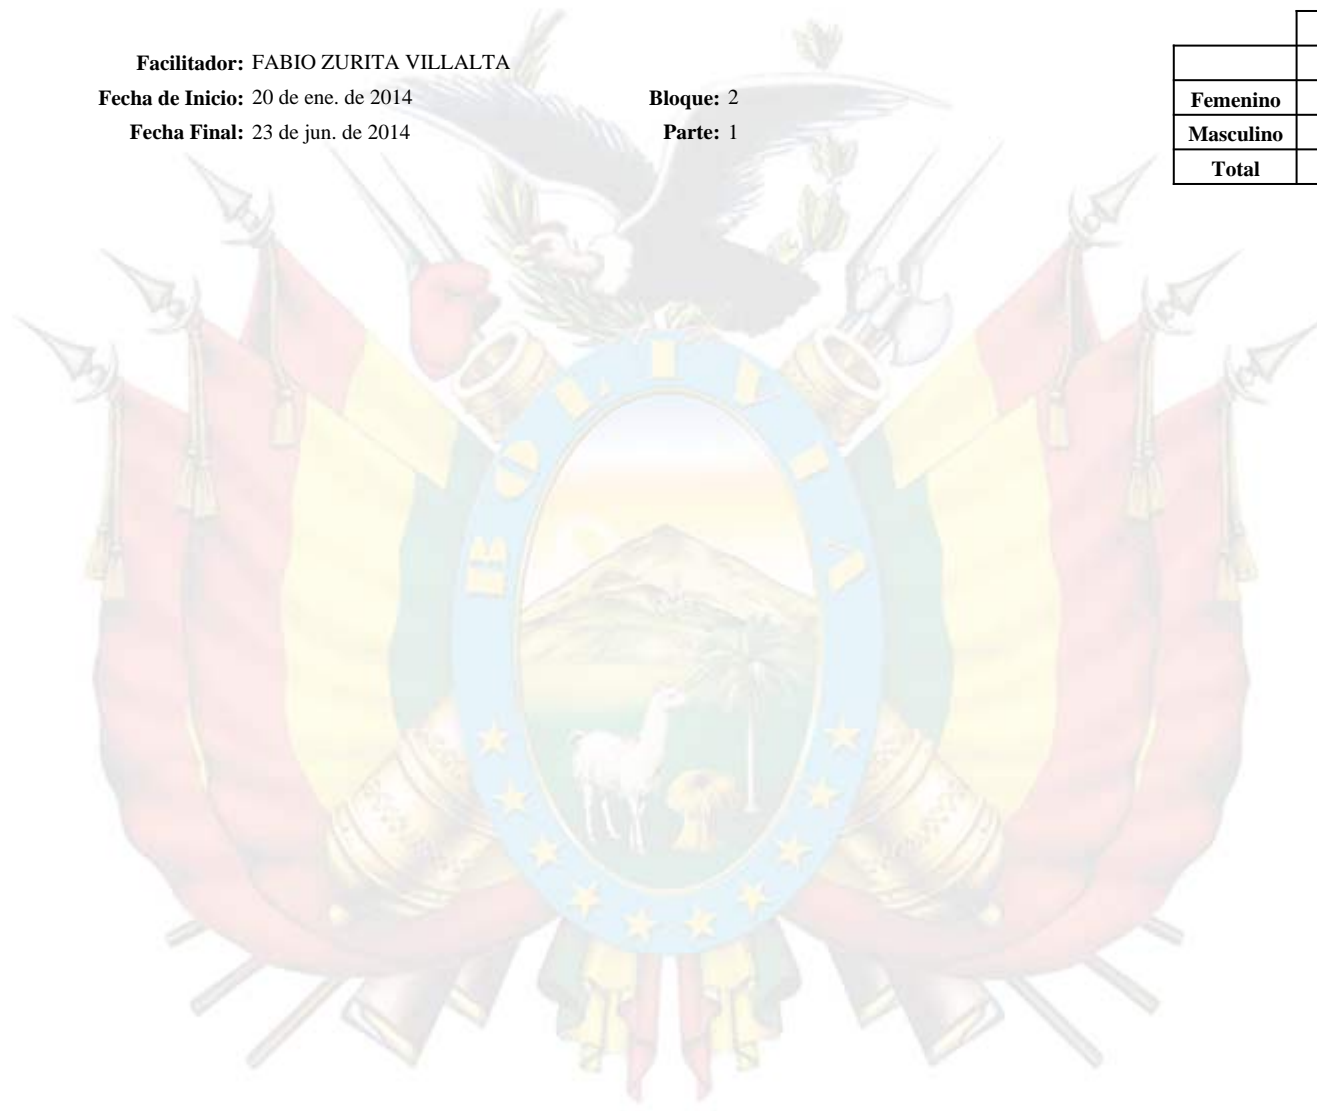 Facilitador: FABIO ZURITA VILLALTA
Fecha de Inicio: 20 de ene. de 2014 Bloque: 2
Fecha Final: 23 de jun. de 2014 Parte: 1
Femenino
Masculino
Total
BOLIVIA